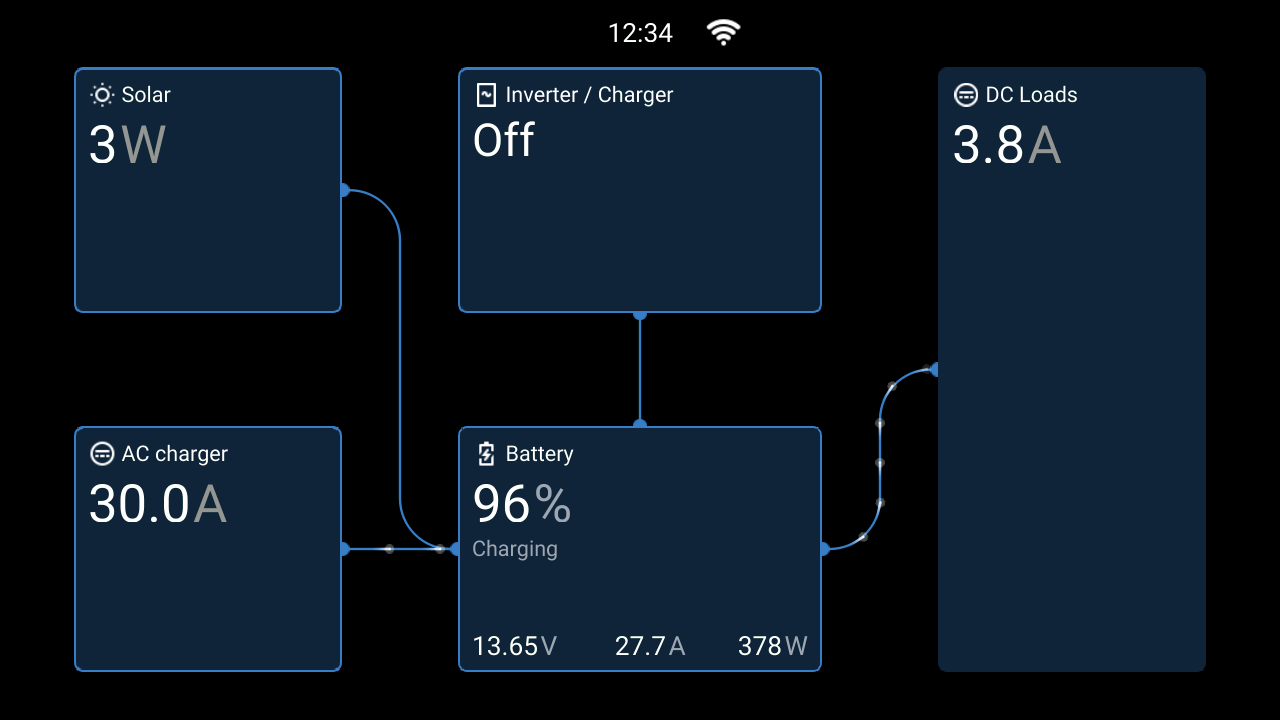 12:34
Solar
3W
Inverter / Charger
Off
DC Loads
3.8A
AC charger
30.0A
Battery
96%
Charging
13.65V 27.7A 378W